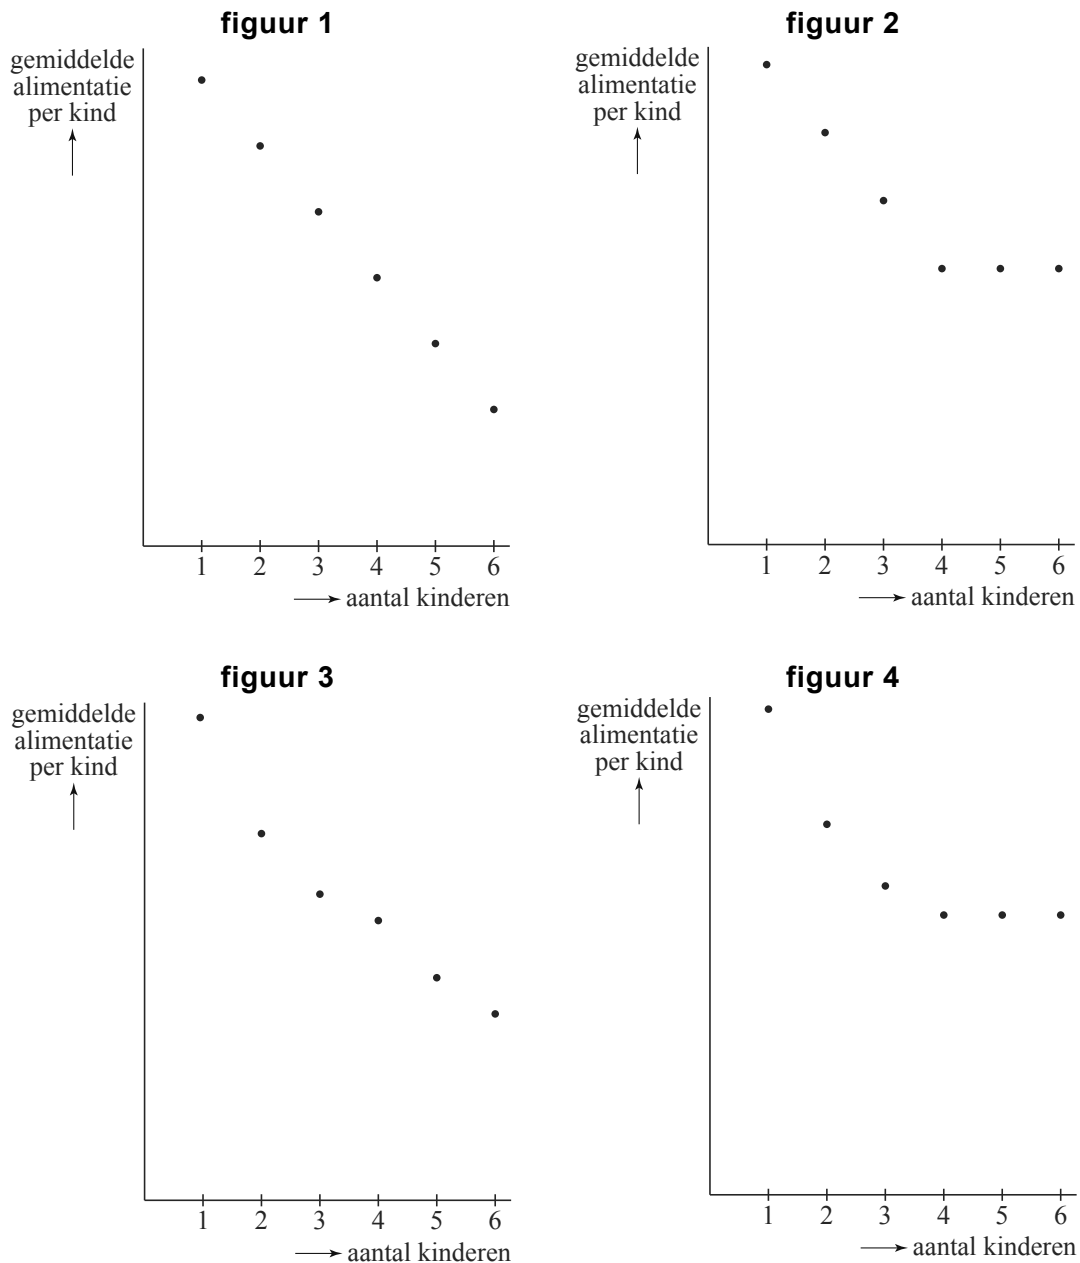 figuur 1
gemiddelde
alimentatie
per kind
1 2 3 4 5 6
aantal kinderen
figuur 2
gemiddelde
alimentatie
per kind
1 2 3 4 5 6
aantal kinderen
figuur 3
gemiddelde
alimentatie
per kind
1 2 3 4 5 6
aantal kinderen
figuur 4
gemiddelde
alimentatie
per kind
1 2 3 4 5 6
aantal kinderen